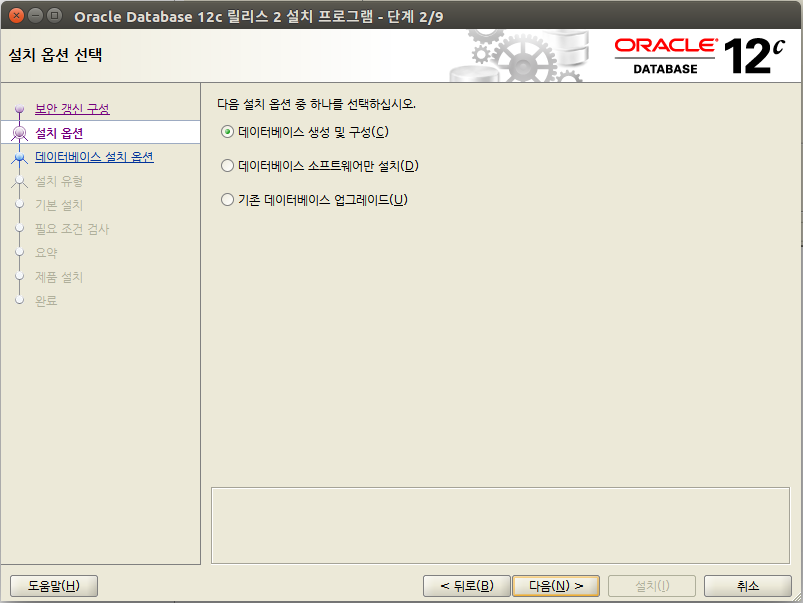 Oracle Database 12c 릴리스 2 설치 프로그램 - 단계 2/9
설치 옵션 선택
ORACLE®
DATABASE
12c
보안 갱신 구성
설치 옵션
데이터베이스 설치 옵션
설치 유형
기본 설치
필요 조건 검사
요약
제품 설치
완료
다음 설치 옵션 중 하나를 선택하십시오.
데이터베이스 생성 및 구성(C)
데이터베이스 소프트웨어만 설치(D)
기존 데이터베이스 업그레이드(U)
도움말(H)
< 뒤로(B)
다음(N) >
설치(I)
취소